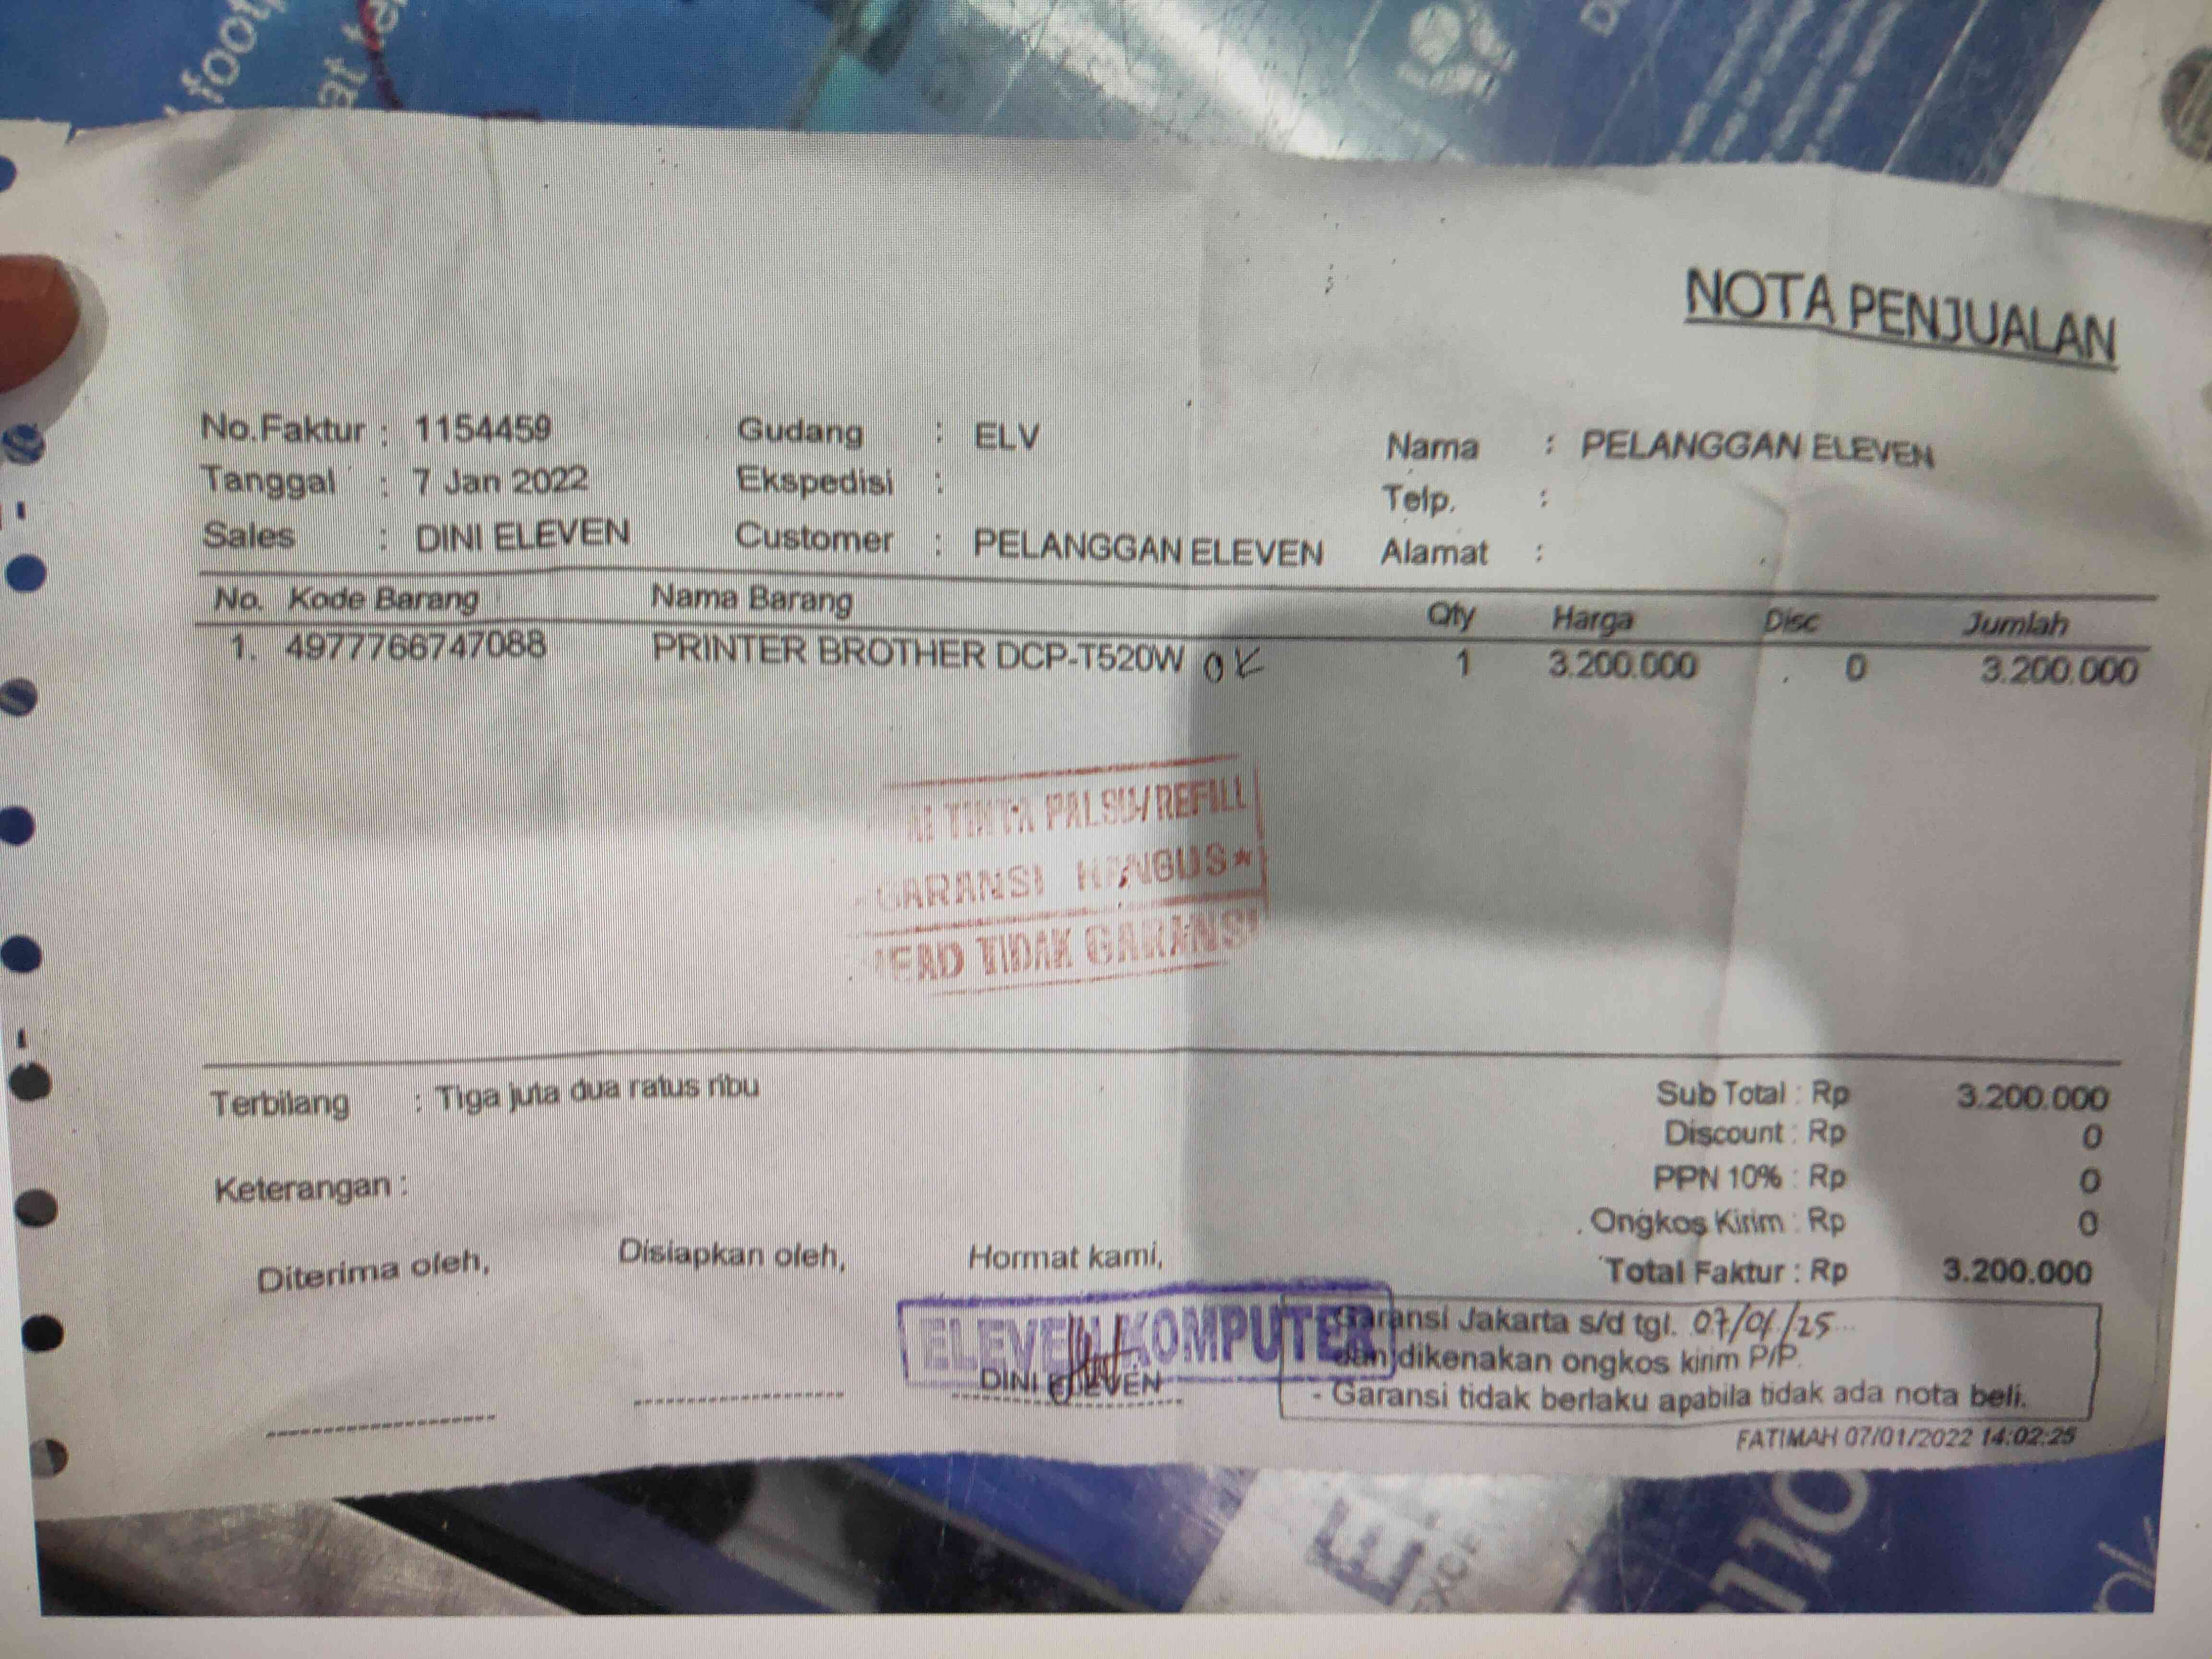 NOTA PENJUALAN
No.Faktur : 1154459 Gudang : ELV Nama : PELANGGAN ELEVEN
Tanggal : 7 Jan 2022 Ekspedisi : Telp. :
Sales : DINI ELEVEN Customer : PELANGGAN ELEVEN Alamat :
No. Kode Barang Nama Barang Qty Harga Disc Jumlah
1. 4977766747088 PRINTER BROTHER DCP-T520W OK 1 3.200.000 0 3.200.000
TINTA PALSU/REFILL
GARANSI HANGUS*
TIDAK GARANSI
Terbilang : Tiga juta dua ratus ribu Sub Total : Rp 3.200.000
Discount : Rp 0
Keterangan : PPN 10% : Rp 0
Ongkos Kirim : Rp 0
Diterima oleh, Disiapkan oleh, Hormat kami, Total Faktur : Rp 3.200.000
ELEVEN KOMPUTER
DINI ELEVEN
Garansi Jakarta s/d tgl. 07/01/25
dan dikenakan ongkos kirim P/P.
- Garansi tidak berlaku apabila tidak ada nota beli.
FATIMAH 07/01/2022 14:02:25